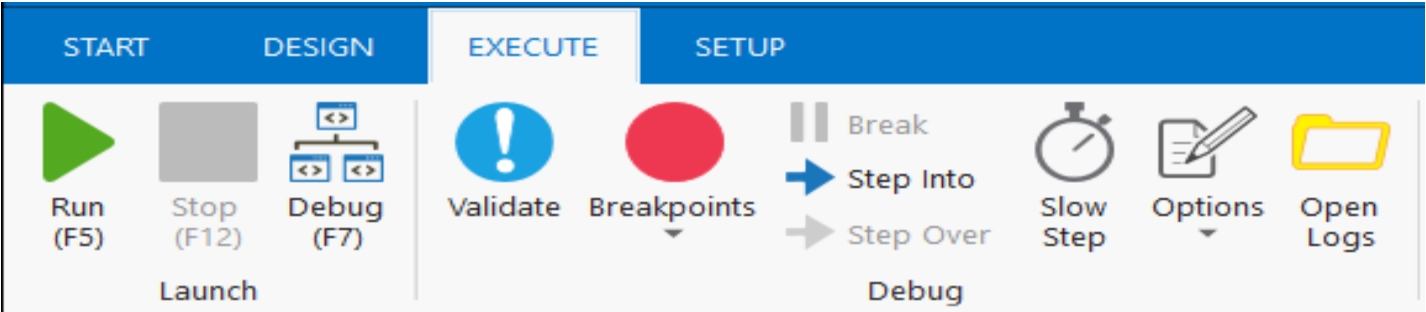 START DESIGN EXECUTE SETUP
Run
(F5)
Stop
(F12)
Debug
(F7)
Launch
Validate
Breakpoints
Break
Step Into
Step Over
Slow
Step
Options
Open
Logs
Debug